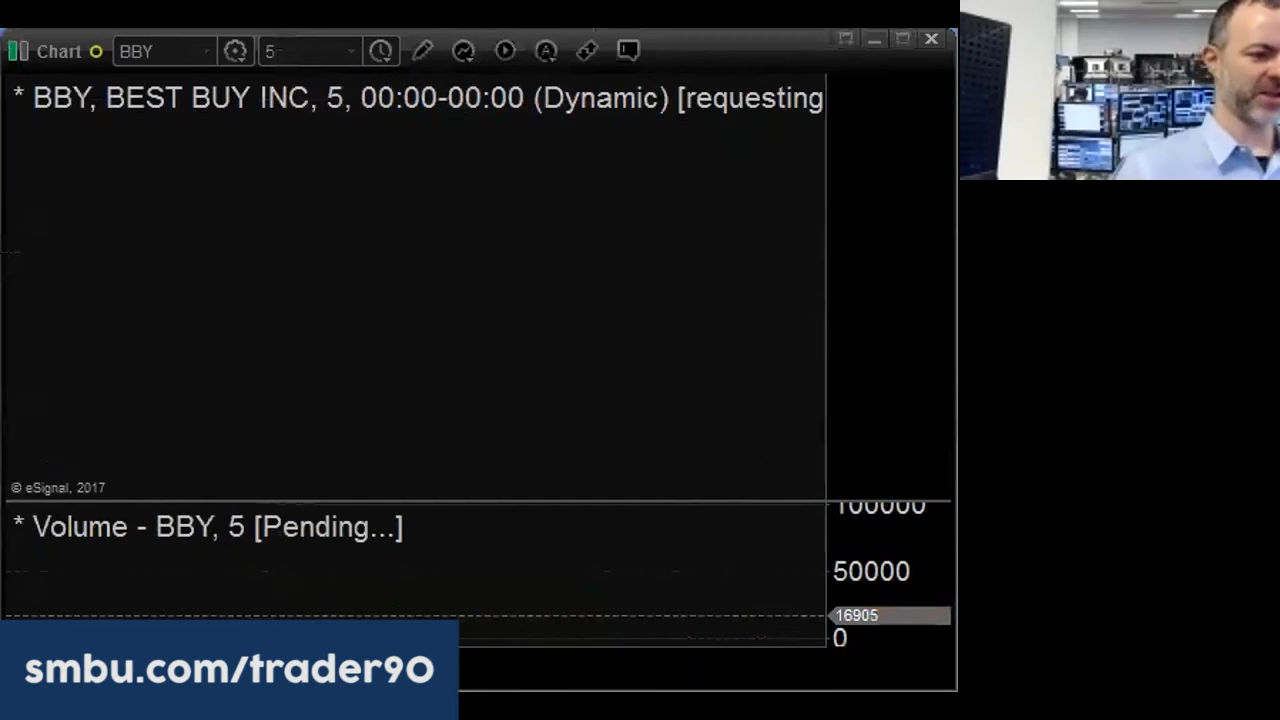 Chart BBY 5
* BBY, BEST BUY INC, 5, 00:00-00:00 (Dynamic) [requesting
© eSignal, 2017
* Volume - BBY, 5 [Pending...]
100000
50000
16905
0
smbu.com/trader90